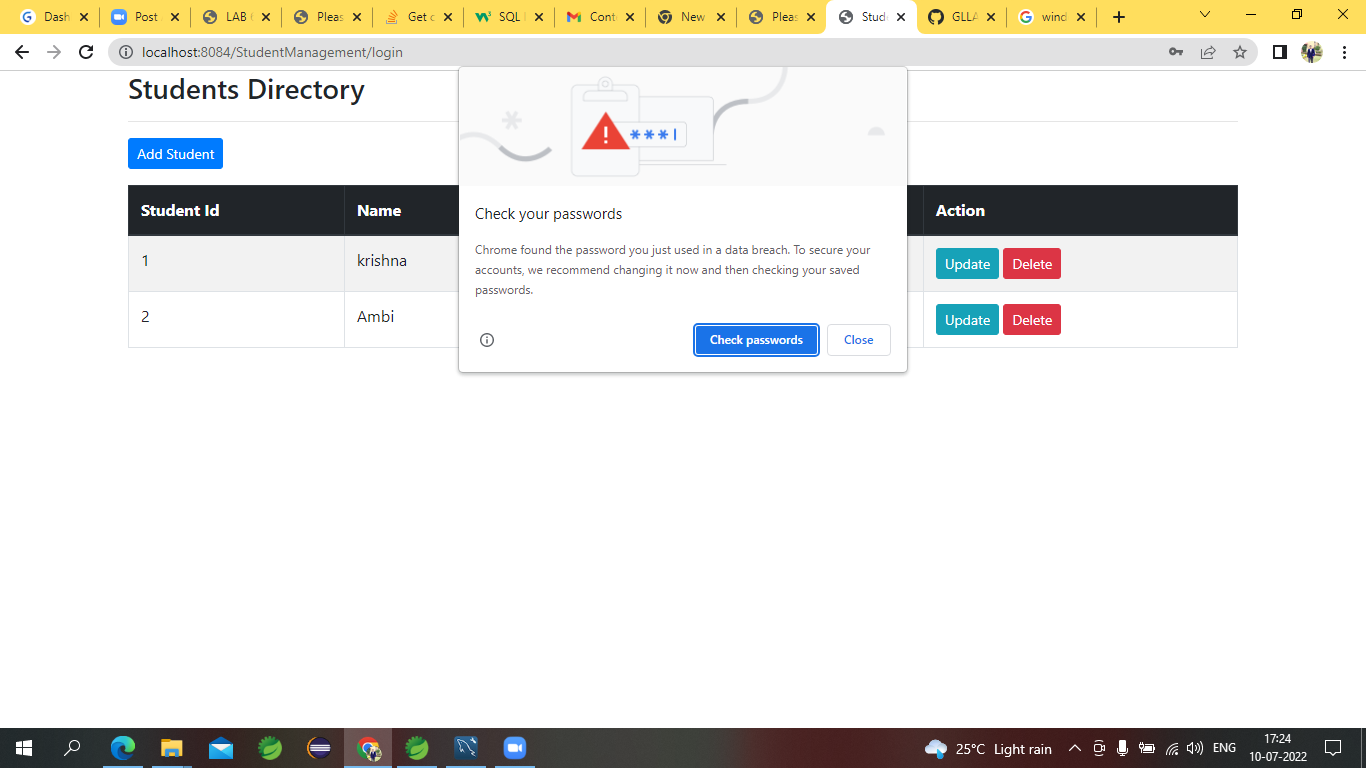 Dash
Post
LAB
Pleas
Get c
SQL
Cont
New
Pleas
Stud
GLLA
wind
localhost:8084/StudentManagement/login
Students Directory
Add Student
Student Id Name Action
1 krishna Update Delete
2 Ambi Update Delete
***
Check your passwords
Chrome found the password you just used in a data breach. To secure your
accounts, we recommend changing it now and then checking your saved
passwords.
Check passwords Close
25°C Light rain ENG 17:24
10-07-2022